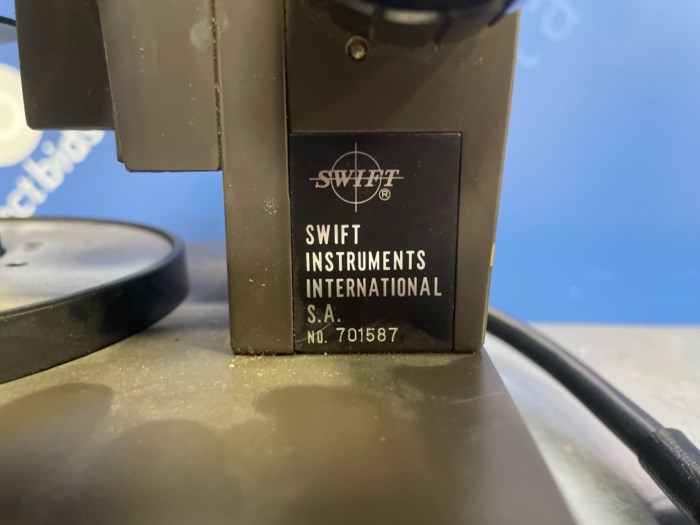 SWIFT
®
SWIFT
INSTRUMENTS
INTERNATIONAL
S.A.
NO. 701587